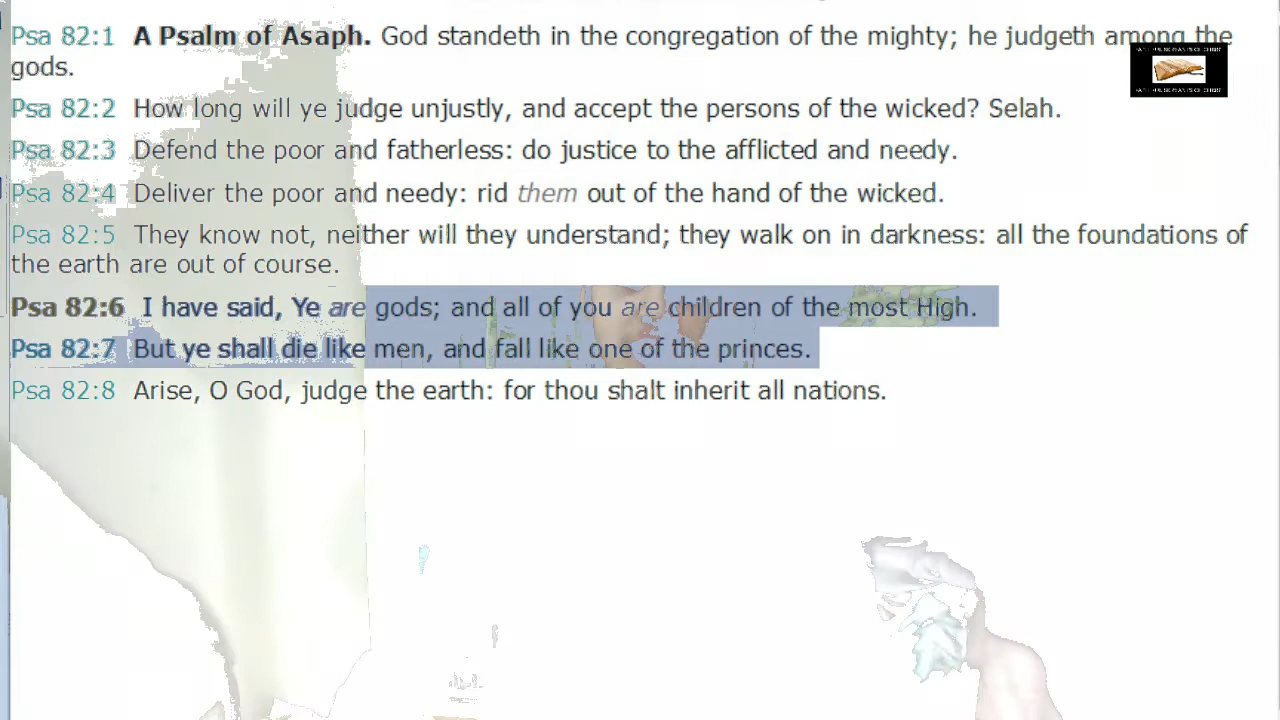 Psa 82:1 A Psalm of Asaph. God standeth in the congregation of the mighty; he judgeth among the
gods.
Psa 82:2 How long will ye judge unjustly, and accept the persons of the wicked? Selah.
Psa 82:3 Defend the poor and fatherless: do justice to the afflicted and needy.
Psa 82:4 Deliver the poor and needy: rid them out of the hand of the wicked.
Psa 82:5 They know not, neither will they understand; they walk on in darkness: all the foundations of
the earth are out of course.
Psa 82:6 I have said, Ye are gods; and all of you are children of the most High.
Psa 82:7 But ye shall die like men, and fall like one of the princes.
Psa 82:8 Arise, O God, judge the earth: for thou shalt inherit all nations.